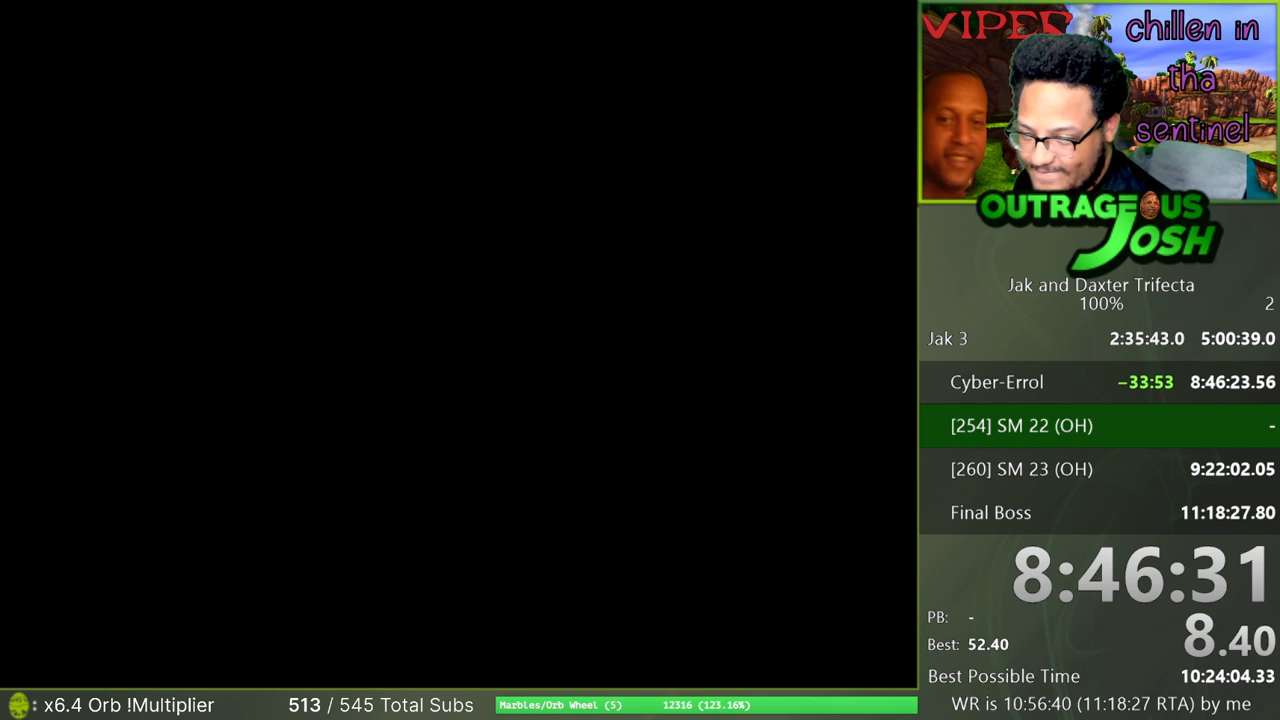 VIPER
chillen in
tha
sentinel
OUTRAGEOUS
JOSH
Jak and Daxter Trifecta
100% 2
Jak 3 2:35:43.0 5:00:39.0
Cyber-Errol −33:53 8:46:23.56
[254] SM 22 (OH) -
[260] SM 23 (OH) 9:22:02.05
Final Boss 11:18:27.80
8:46:31
PB: -
8.40
Best: 52.40
Best Possible Time 10:24:04.33
: x6.4 Orb !Multiplier 513 / 545 Total Subs Marbles/Orb Wheel (5) 12316 (123.16%) WR is 10:56:40 (11:18:27 RTA) by me